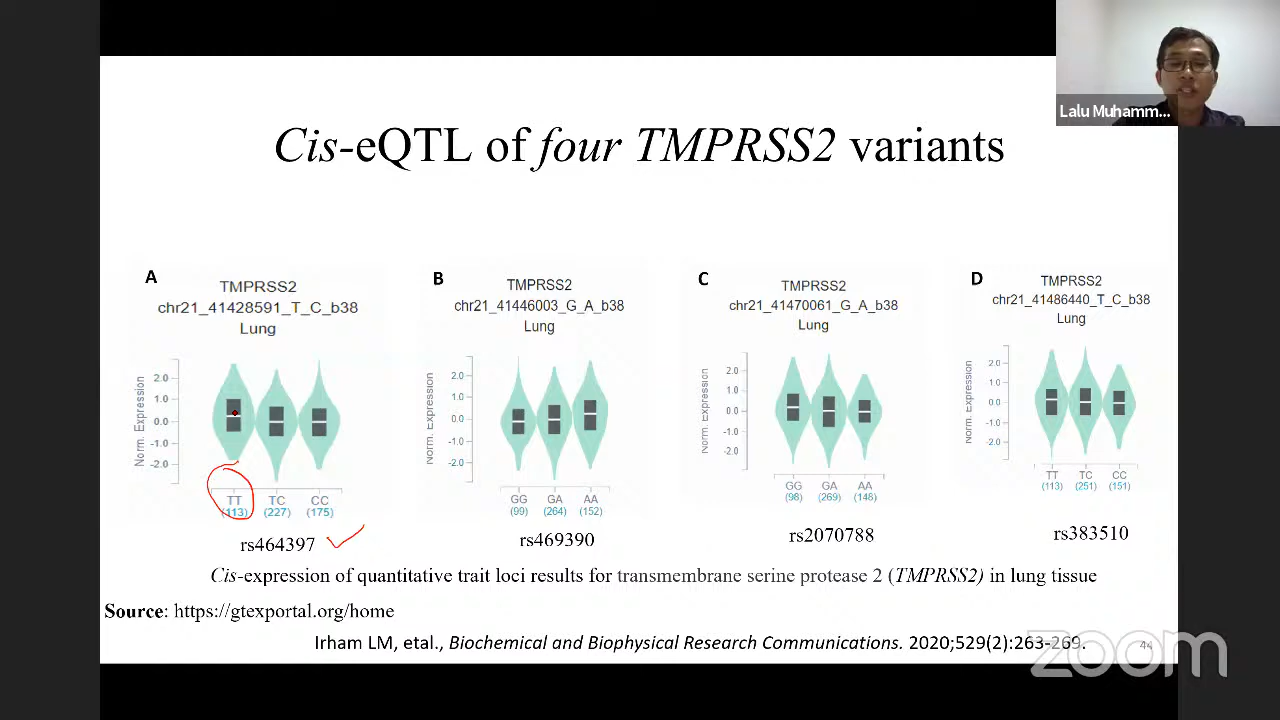 Lalu Muhamm...
Cis-eQTL of four TMPRSS2 variants
A
TMPRSS2
chr21_41428591_T_C_b38
Lung
Norm. Expression
2.0
1.0
0.0
-1.0
-2.0
TT TC CC
(113) (227) (175)
rs464397
B
TMPRSS2
chr21_41446003_G_A_b38
Lung
Norm. Expression
2.0
1.0
0.0
-1.0
-2.0
GG GA AA
(99) (264) (152)
rs469390
C
TMPRSS2
chr21_41470061_G_A_b38
Lung
Norm. Expression
2.0
1.0
0.0
-1.0
-2.0
GG GA AA
(98) (269) (148)
rs2070788
D
TMPRSS2
chr21_41486440_T_C_b38
Lung
Norm. Expression
2.0
1.0
0.0
-1.0
-2.0
TT TC CC
(113) (251) (151)
rs383510
Cis-expression of quantitative trait loci results for transmembrane serine protease 2 (TMPRSS2) in lung tissue
Source: https://gtexportal.org/home
Irham LM, etal., Biochemical and Biophysical Research Communications. 2020;529(2):263-269.
44
zoom